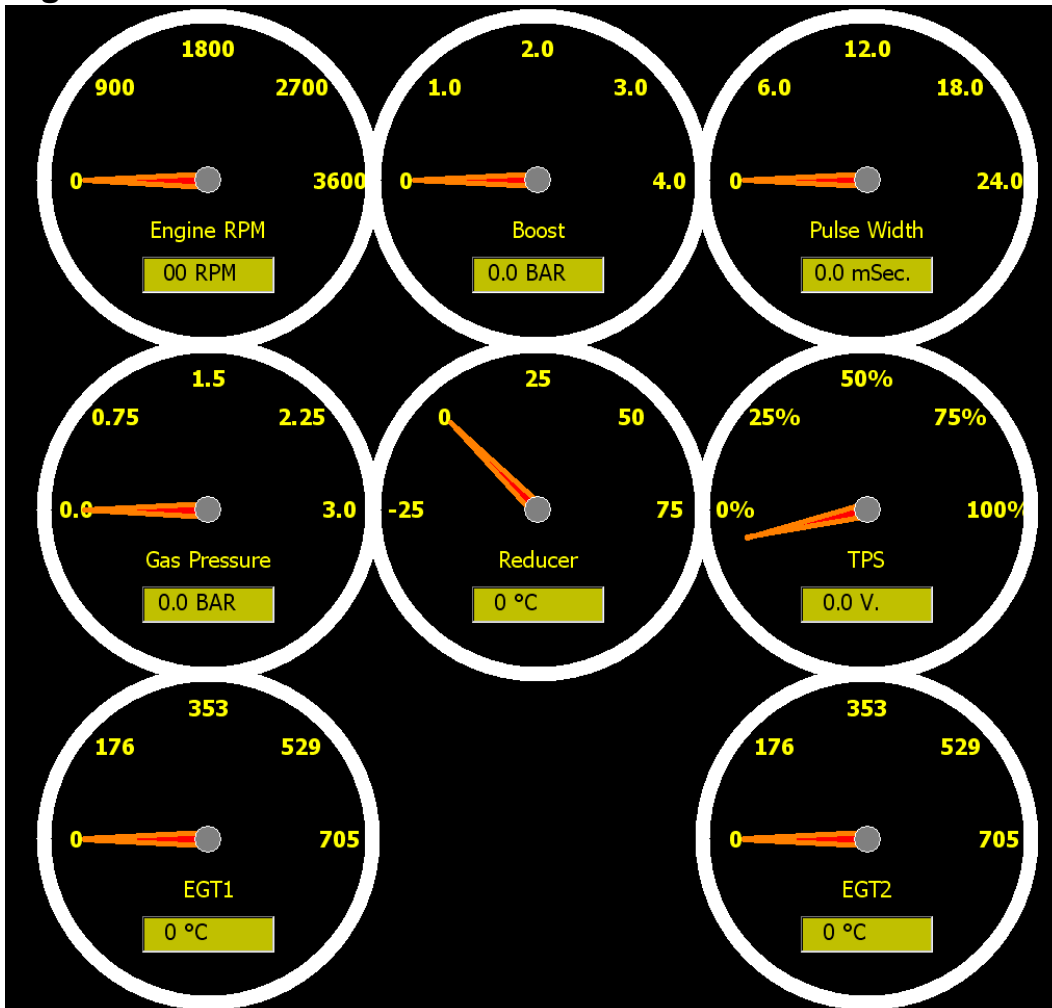 1800
900 2700
0 3600
Engine RPM
00 RPM
2.0
1.0 3.0
0 4.0
Boost
0.0 BAR
12.0
6.0 18.0
0 24.0
Pulse Width
0.0 mSec.
1.5
0.75 2.25
0.0 3.0
Gas Pressure
0.0 BAR
25
0 50
-25 75
Reducer
0 °C
50%
25% 75%
0% 100%
TPS
0.0 V.
353
176 529
0 705
EGT1
0 °C
353
176 529
0 705
EGT2
0 °C